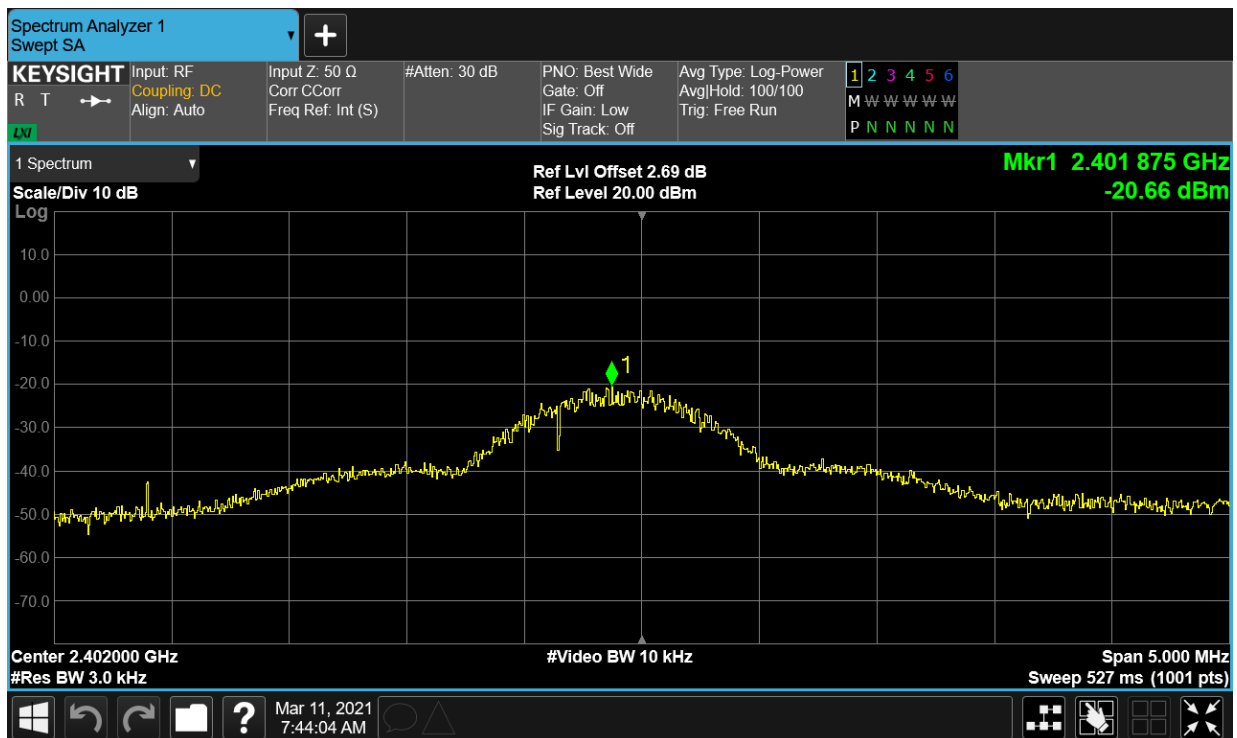 Spectrum Analyzer 1
Swept SA
KEYSIGHT
R T
LXI
Input: RF
Coupling: DC
Align: Auto
Input Z: 50 Ω
Corr CCorr
Freq Ref: Int (S)
#Atten: 30 dB
PNO: Best Wide
Gate: Off
IF Gain: Low
Sig Track: Off
Avg Type: Log-Power
Avg|Hold: 100/100
Trig: Free Run
1 2 3 4 5 6
M W W W W W
P N N N N N
1 Spectrum
Scale/Div 10 dB
Ref Lvl Offset 2.69 dB
Ref Level 20.00 dBm
Mkr1 2.401 875 GHz
-20.66 dBm
Log
10.0
0.00
-10.0
-20.0
-30.0
-40.0
-50.0
-60.0
-70.0
1
Center 2.402000 GHz
#Video BW 10 kHz
Span 5.000 MHz
#Res BW 3.0 kHz
Sweep 527 ms (1001 pts)
?
Mar 11, 2021
7:44:04 AM